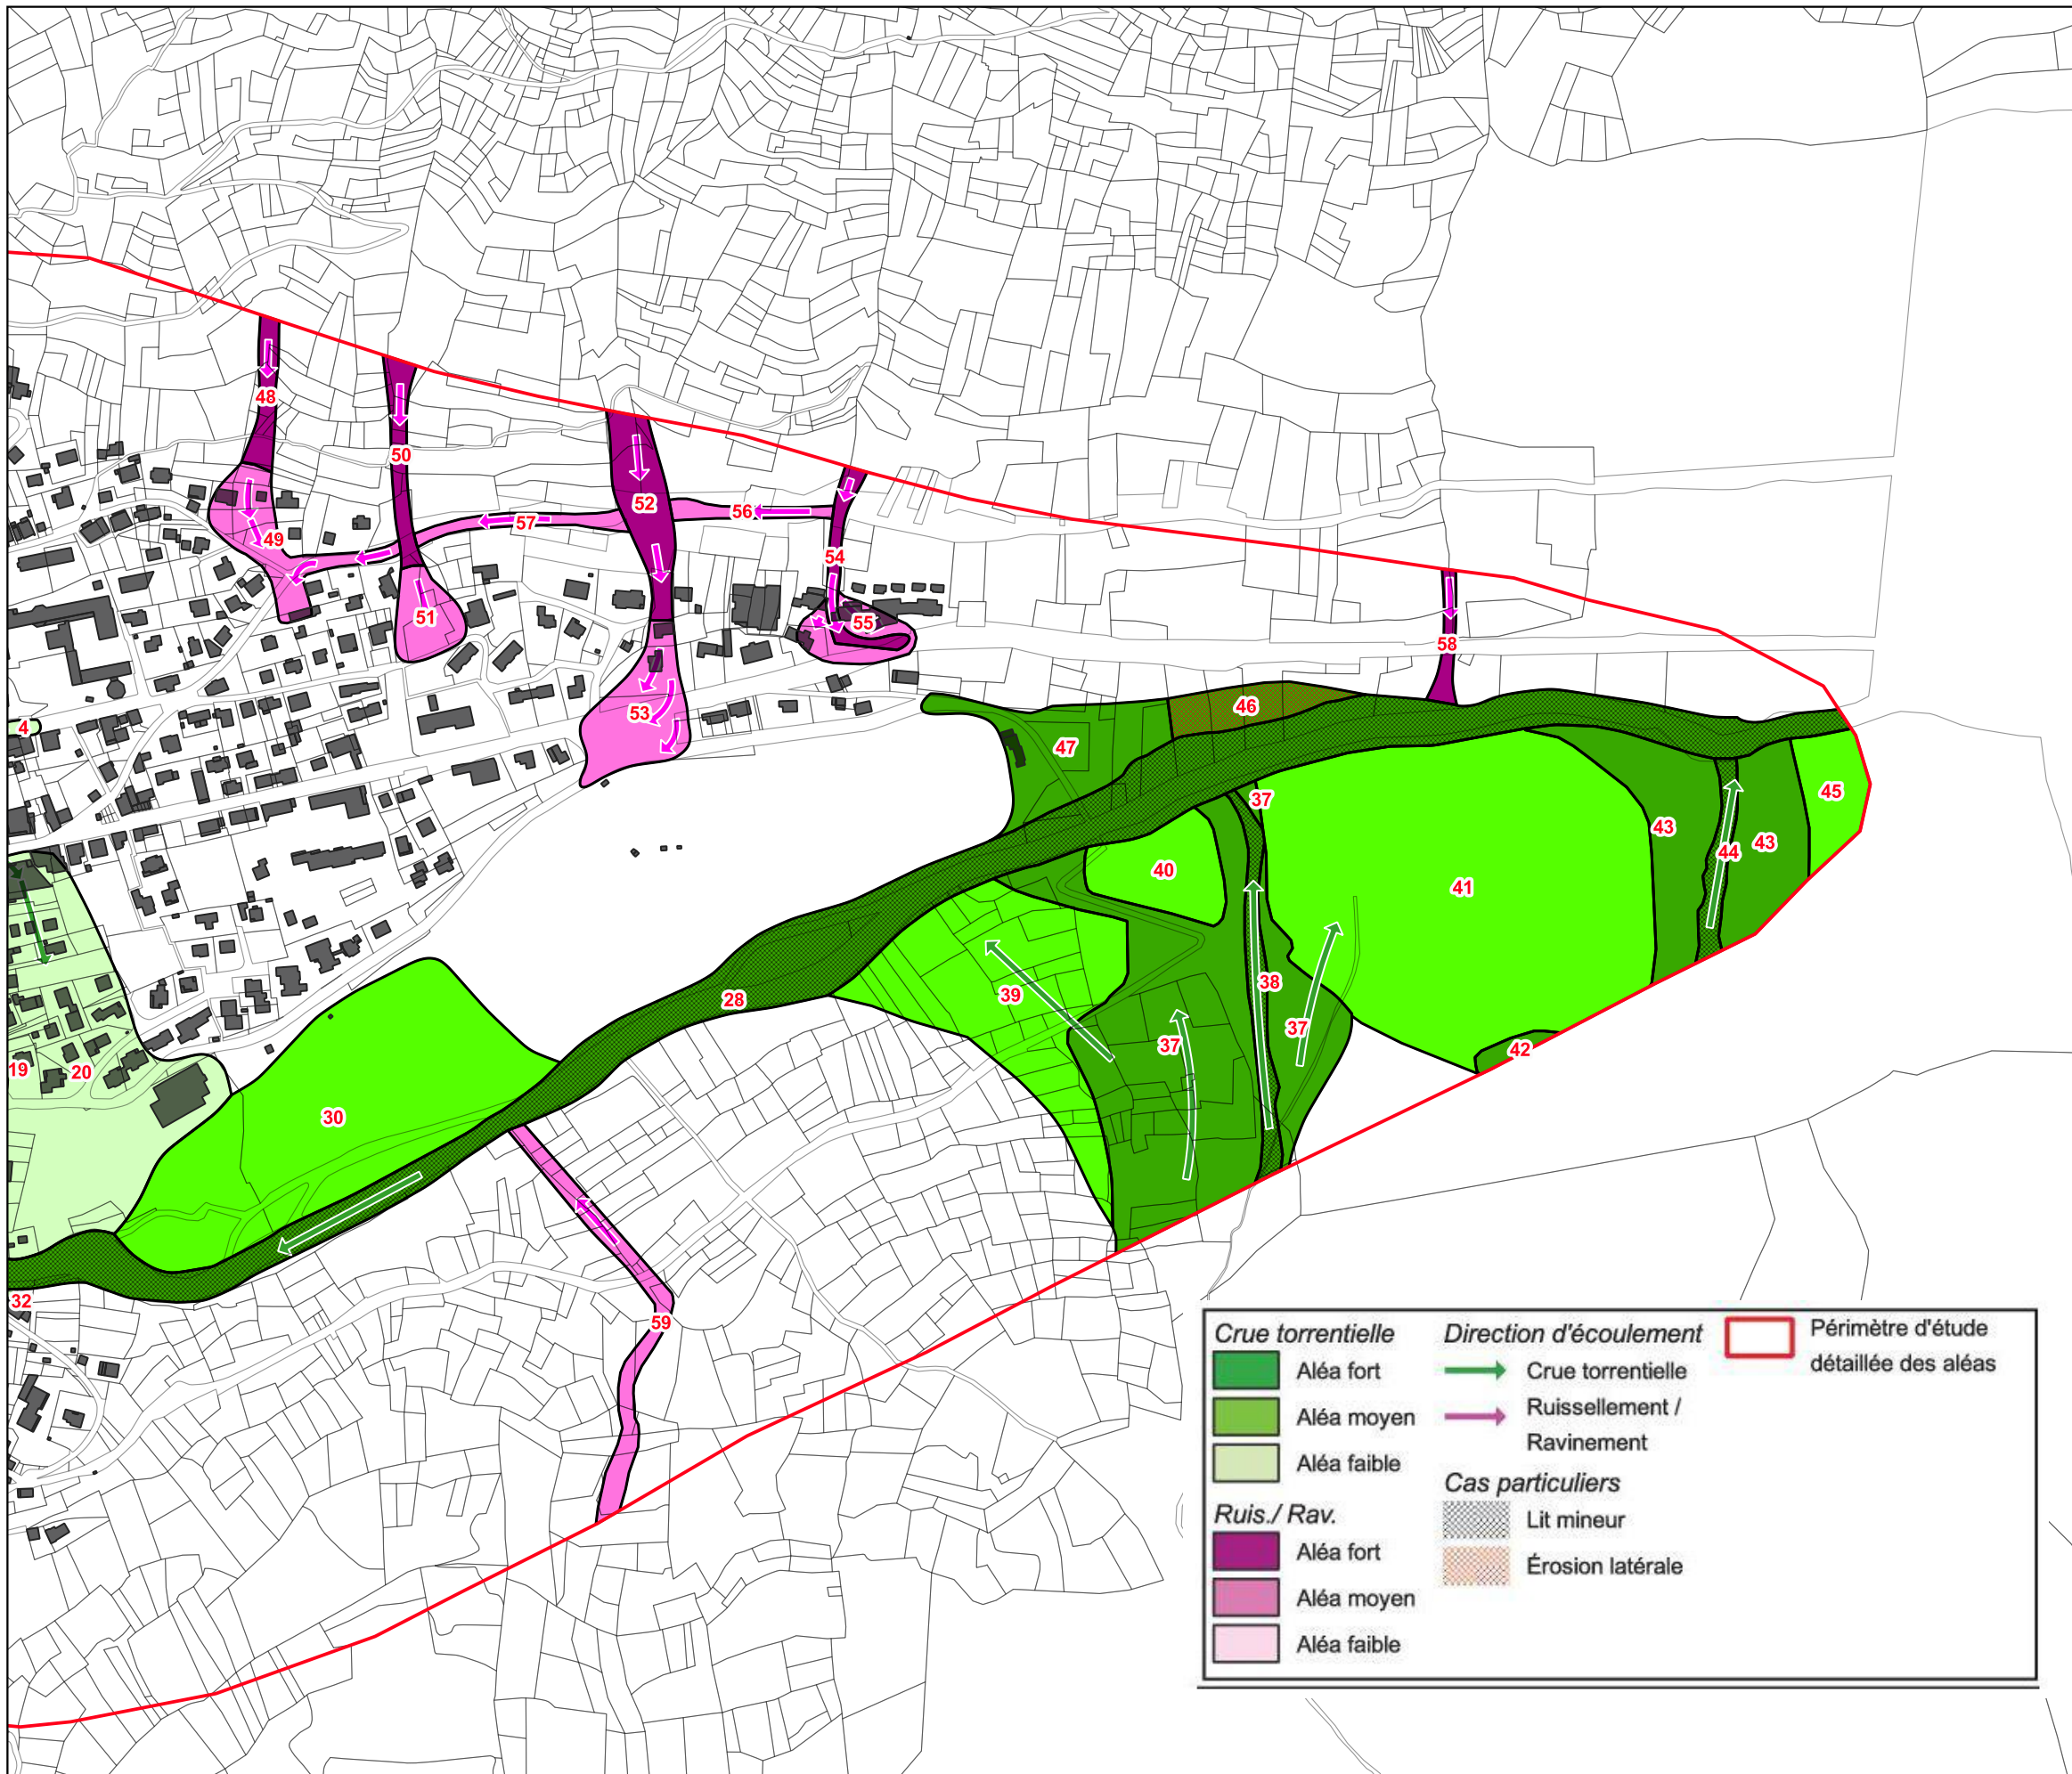 48
50
52
57
56
49
54
51
55
58
53
4
46
47
37
45
43
44
43
40
41
39
38
28
37
37
42
19
20
30
32
59
Crue torrentielle
Aléa fort
Aléa moyen
Aléa faible
Ruis./ Rav.
Aléa fort
Aléa moyen
Aléa faible
Direction d'écoulement
Crue torrentielle
Ruissellement /
Ravinement
Cas particuliers
Lit mineur
Érosion latérale
Périmètre d'étude
détaillée des aléas